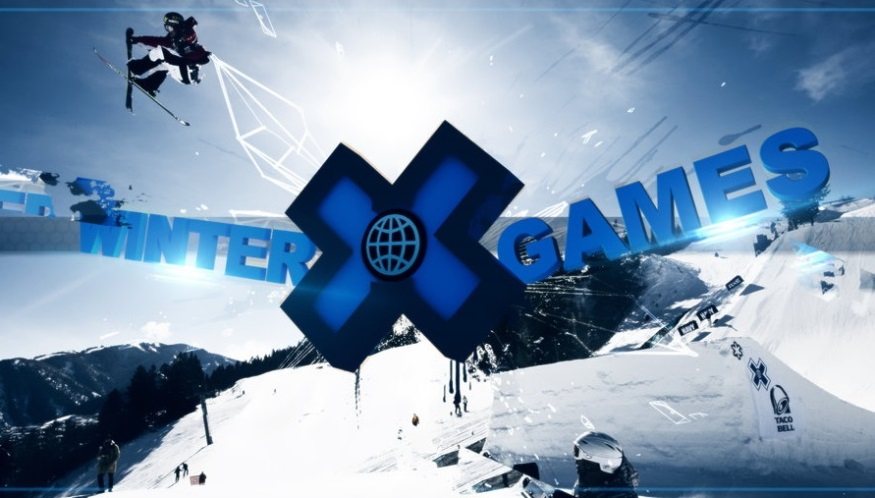 WINTER X GAMES
X
TACO
BELL